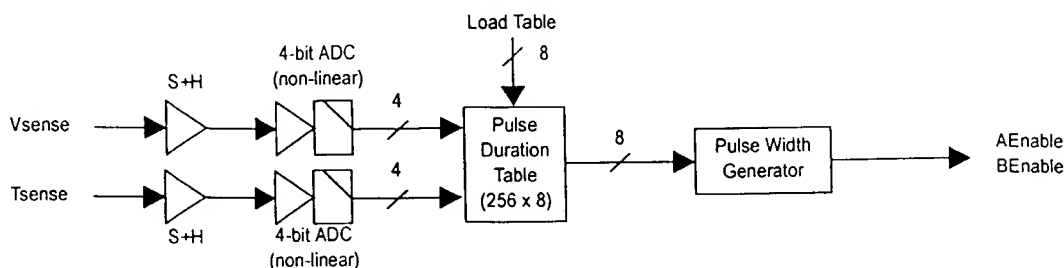 Load Table
8
4-bit ADC
(non-linear)
S+H
4
Vsense
Pulse
Duration
Table
(256 x 8)
8
Pulse Width
Generator
AEnable
BEnable
4
Tsense
S+H
4-bit ADC
(non-linear)